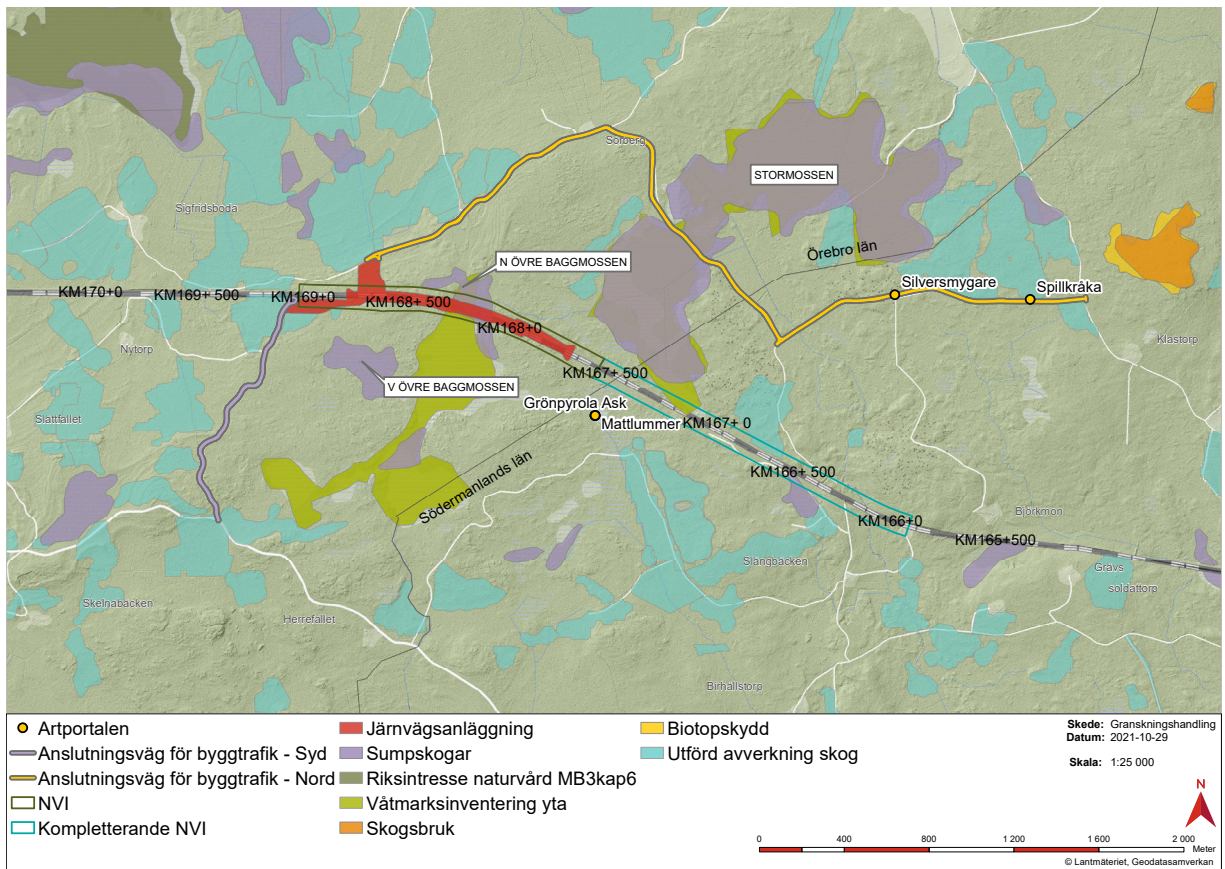 Sörberg
STORMOSSEN
Sigfridsboda
Örebro län
N ÖVRE BAGGMOSSEN
Silversmygare
Spillkråka
KM170+0
KM169+ 500
KM169+0
KM168+ 500
KM168+0
Klastorp
Nytorp
KM167+ 500
V ÖVRE BAGGMOSSEN
Grönpyrola Ask
Mattlummer
KM167+ 0
Slättfallet
KM166+ 500
Södermanlands län
Björkmon
KM166+0
KM165+500
Slångbäcken
Gravs
soldattorp
Skelnabäcken
Herrefallet
Birhallstorp
Artportalen
Anslutningsväg för byggtrafik - Syd
Anslutningsväg för byggtrafik - Nord
NVI
Kompletterande NVI
Järnvägsanläggning
Sumpskogar
Riksintresse naturvård MB3kap6
Våtmarksinventering yta
Skogsbruk
Biotopskydd
Utförd avverkning skog
Skede: Granskningshandling
Datum: 2021-10-29
Skala: 1:25 000
N
0 400 800 1 200 1 600 2 000
Meter
© Lantmäteriet, Geodatasamverkan